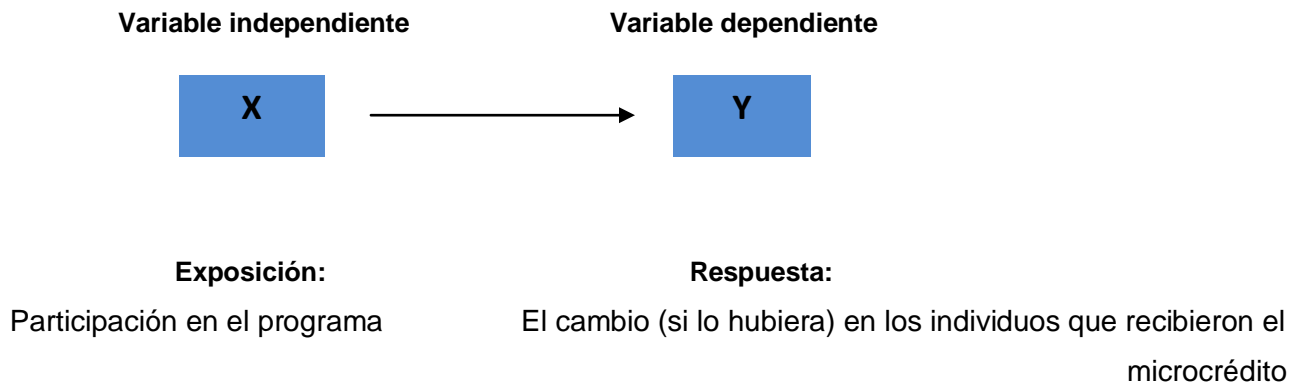 Variable independiente Variable dependiente
X Y
Exposición: Respuesta:
Participación en el programa El cambio (si lo hubiera) en los individuos que recibieron el
microcrédito